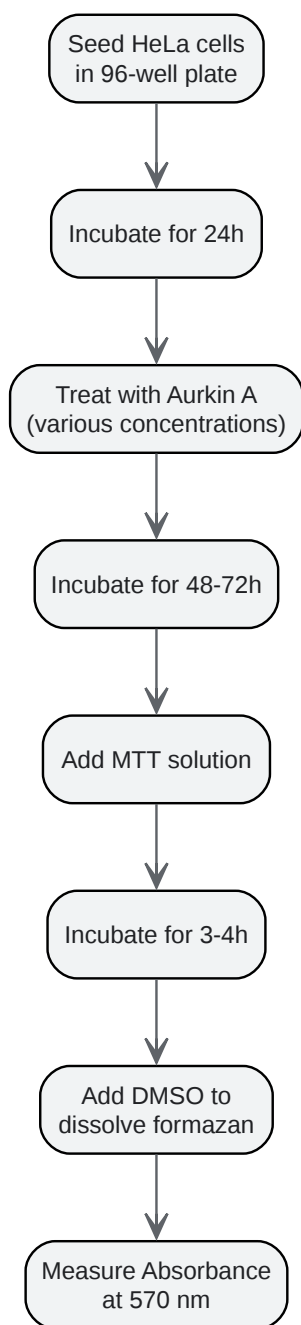 Seed HeLa cells
in 96-well plate
Incubate for 24h
Treat with Aurkin A
(various concentrations)
Incubate for 48-72h
Add MTT solution
Incubate for 3-4h
Add DMSO to
dissolve formazan
Measure Absorbance
at 570 nm